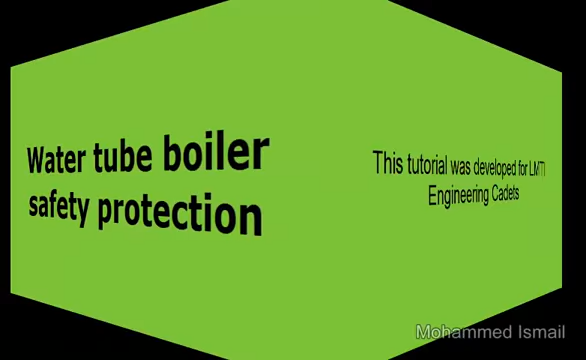 Water tube boiler
safety protection
This tutorial was developed for LMTI
Engineering Cadets
Mohammed Ismail